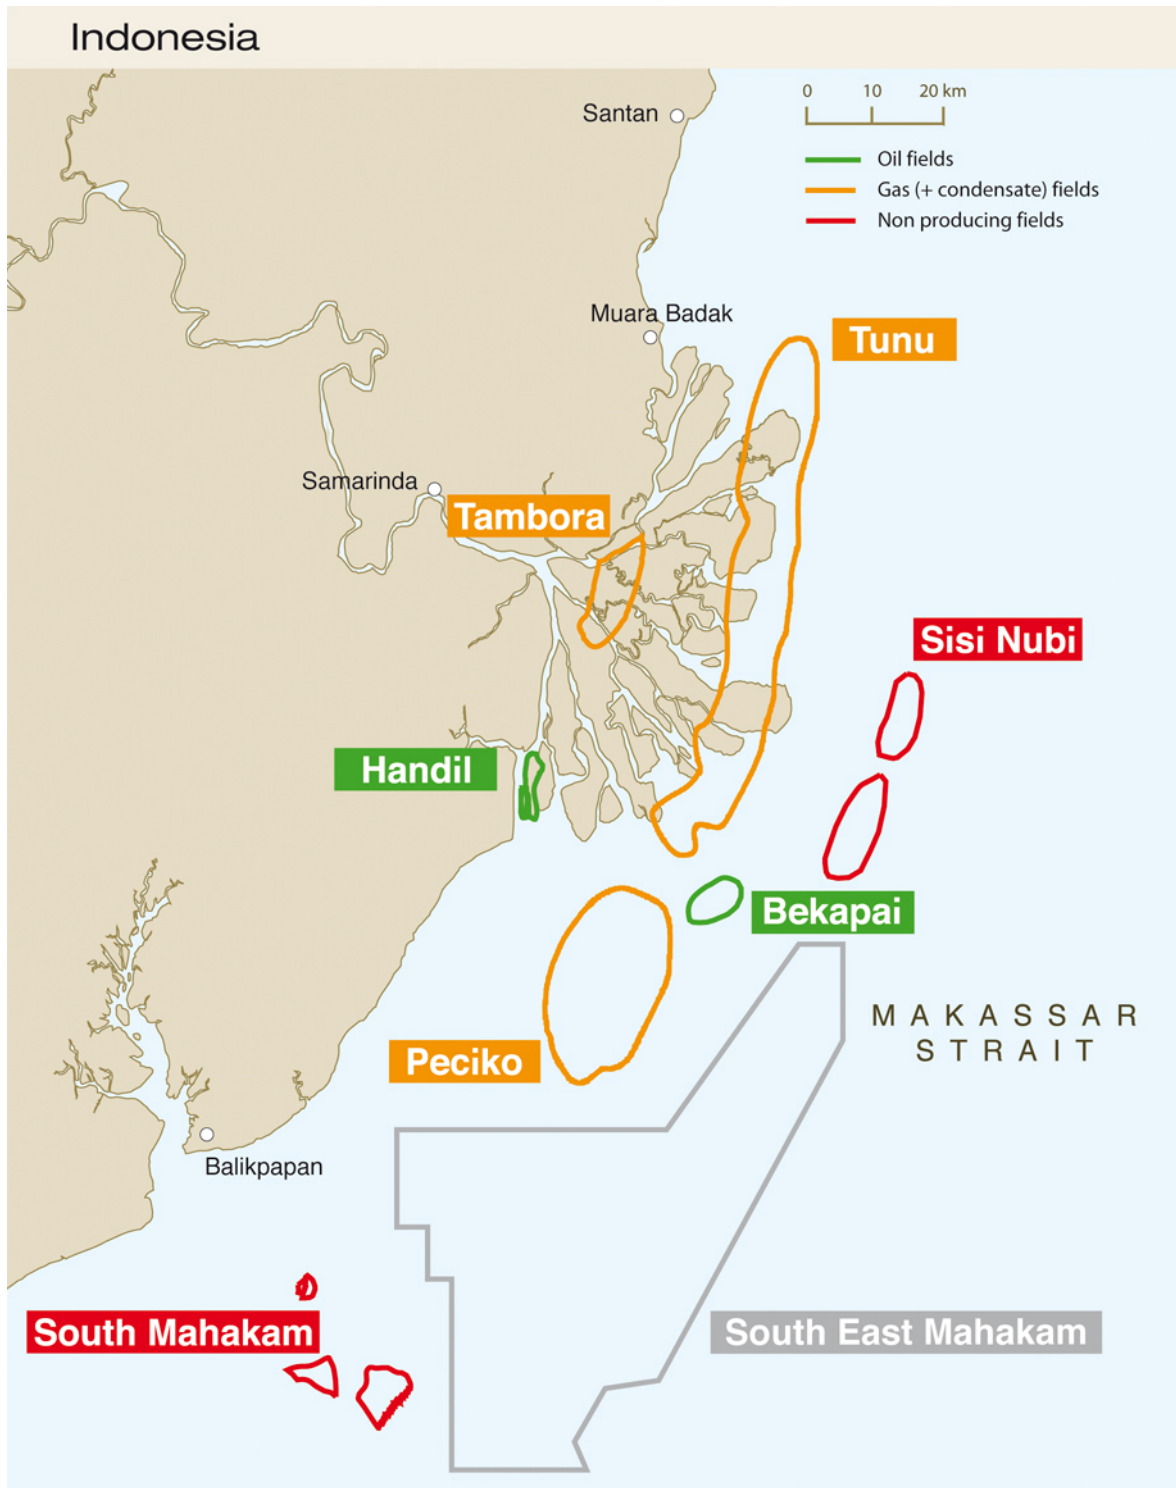 Indonesia
0 10 20 km
Santan
Oil fields
Gas (+ condensate) fields
Non producing fields
Muara Badak
Tunu
Samarinda
Tambora
Sisi Nubi
Handil
Bekapai
MAKASSAR
STRAIT
Peciko
Balikpapan
South Mahakam
South East Mahakam